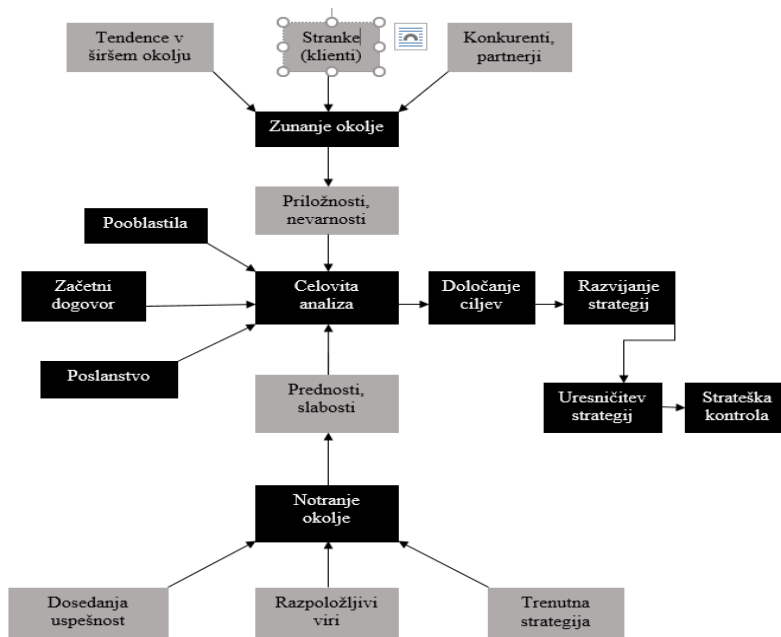 Tendence v
širšem okolju
Stranke
(klienti)
Konkurenti,
partnerji
Zunanje okolje
Priložnosti,
nevarnosti
Pooblastila
Začetni
dogovor
Poslanstvo
Celovita
analiza
Določanje
ciljev
Razvijanje
strategij
Uresničitev
strategij
Strateška
kontrola
Prednosti,
slabosti
Notranje
okolje
Dosedanja
uspešnost
Razpoložljivi
viri
Trenutna
strategija